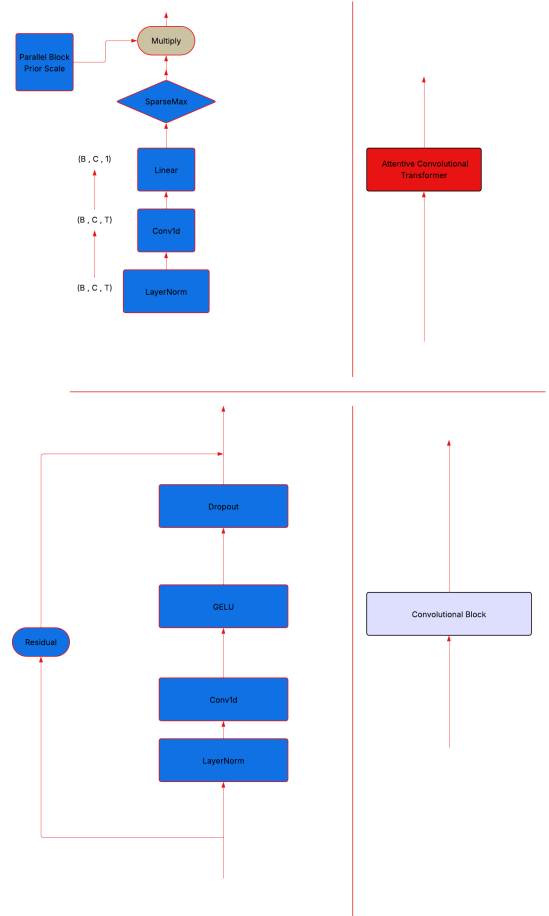 Multiply
Parallel Block
Prior Scale
SparseMax
(B , C , 1)
Linear
Attentive Convolutional
Transformer
(B , C , T)
Conv1d
(B , C , T)
LayerNorm
Dropout
GELU
Residual
Convolutional Block
Conv1d
LayerNorm